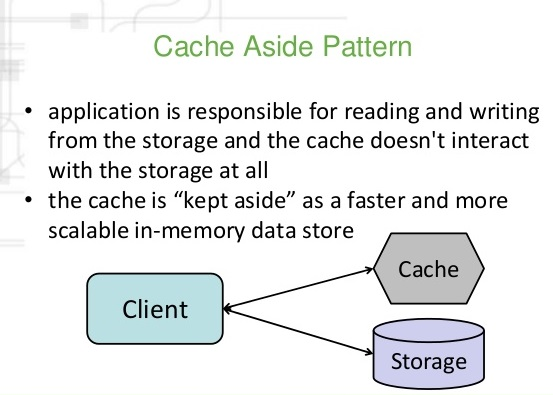 Cache Aside Pattern
• application is responsible for reading and writing
from the storage and the cache doesn't interact
with the storage at all
• the cache is “kept aside” as a faster and more
scalable in-memory data store
Cache
Client
Storage